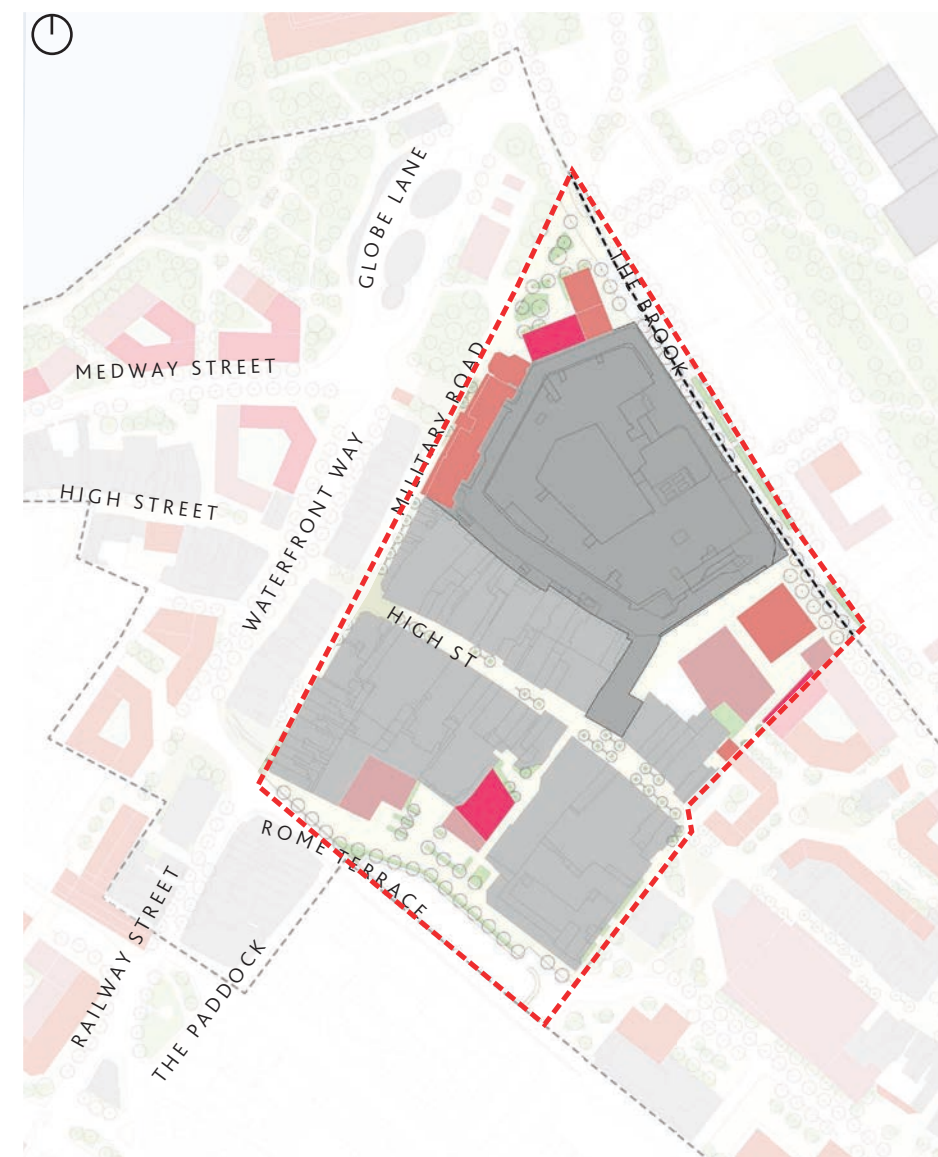 GLOBE LANE
THE BROOK
MEDWAY STREET
MILITARY ROAD
HIGH STREET
WATERFRONT WAY
HIGH ST
ROME TERRACE
RAILWAY STREET
THE PADDOCK